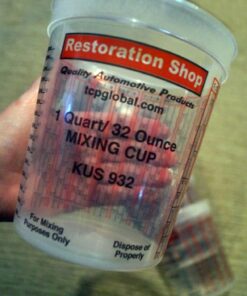 Restoration Shop
Quality Automotive Products
tcpglobal.com
1 Quart/ 32 Ounce
MIXING CUP
KUS 932
For Mixing
Purposes Only
Dispose of
Properly